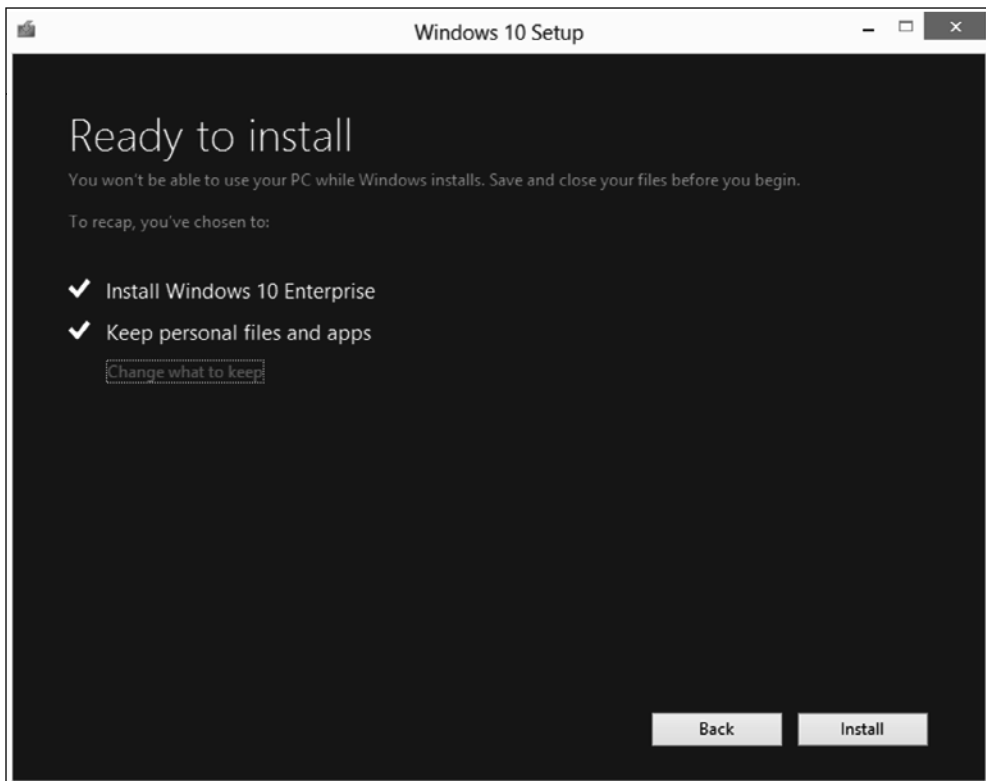 Windows 10 Setup
Ready to install
You won't be able to use your PC while Windows installs. Save and close your files before you begin.
To recap, you've chosen to:
Install Windows 10 Enterprise
Keep personal files and apps
Change what to keep
Back
Install